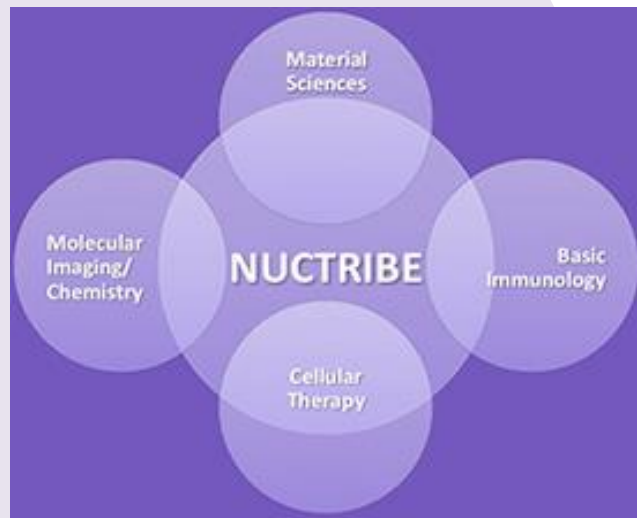 Material
Sciences
Molecular
Imaging/
Chemistry
NUCTRIBE
Basic
Immunology
Cellular
Therapy